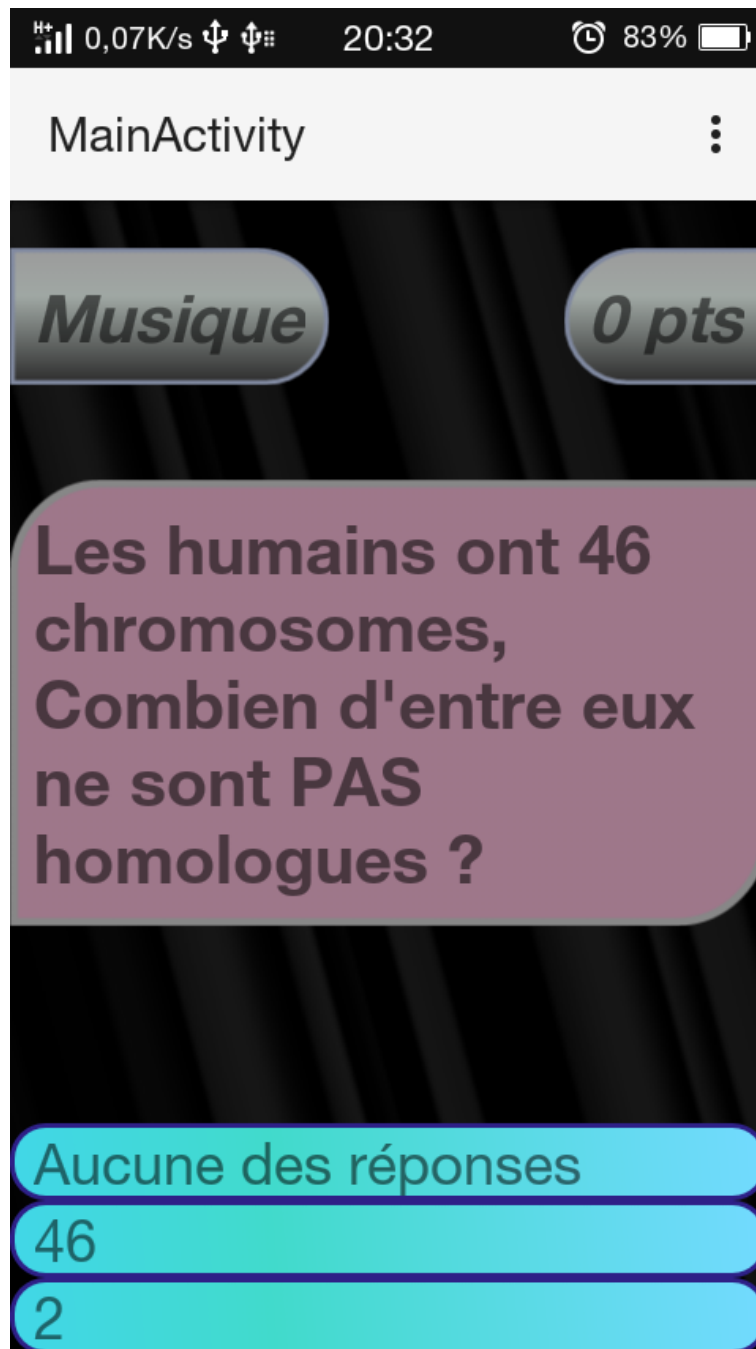 H+ 0,07K/s 20:32 83%
MainActivity
Musique 0 pts
Les humains ont 46
chromosomes,
Combien d'entre eux
ne sont PAS
homologues ?
Aucune des réponses
46
2